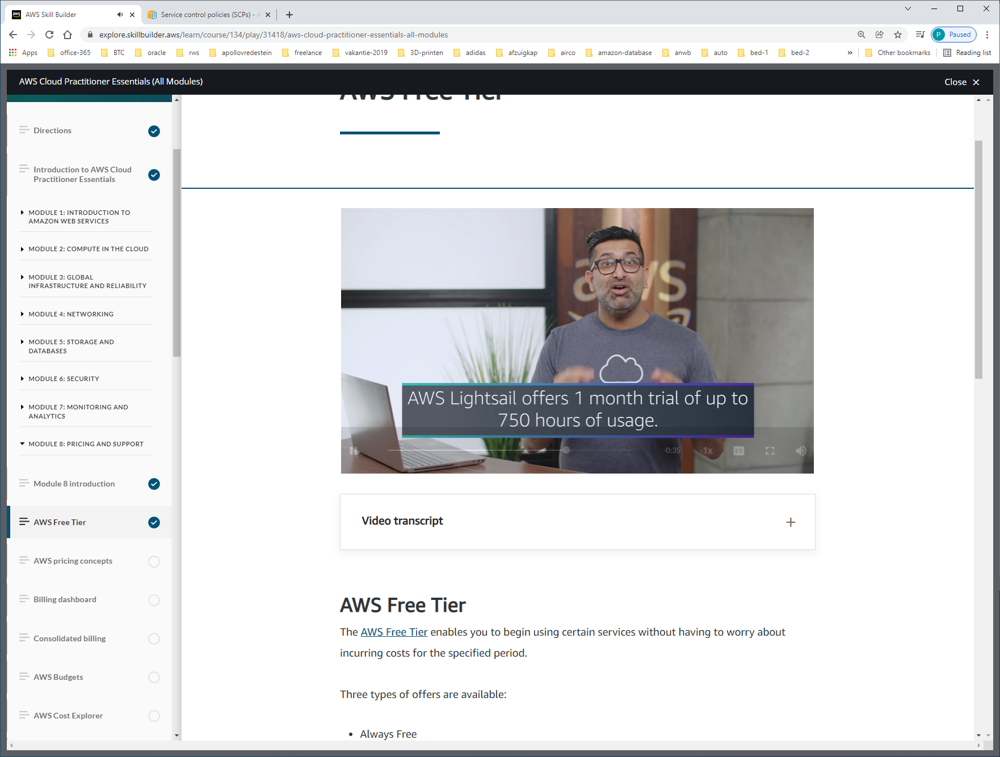 aws
AWS Skill Builder
Service control policies (SCPs) -
explore.skillbuilder.aws/learn/course/134/play/31418/aws-cloud-practitioner-essentials-all-modules
P Paused
Apps office-365 BTC oracle rws apollovredestein freelance vakantie-2019 3D-printen adidas afzuigkap airco amazon-database anwb auto bed-1 bed-2 » Other bookmarks Reading list
AWS Cloud Practitioner Essentials (All Modules)
Close
Directions
Introduction to AWS Cloud
Practitioner Essentials
MODULE 1: INTRODUCTION TO
AMAZON WEB SERVICES
MODULE 2: COMPUTE IN THE CLOUD
MODULE 3: GLOBAL
INFRASTRUCTURE AND RELIABILITY
MODULE 4: NETWORKING
MODULE 5: STORAGE AND
DATABASES
MODULE 6: SECURITY
MODULE 7: MONITORING AND
ANALYTICS
MODULE 8: PRICING AND SUPPORT
Module 8 introduction
AWS Free Tier
AWS pricing concepts
Billing dashboard
Consolidated billing
AWS Budgets
AWS Cost Explorer
AWS Free Tier
aws
AWS Lightsail offers 1 month trial of up to
750 hours of usage.
-0:35
1x
CC
Video transcript
AWS Free Tier
The AWS Free Tier enables you to begin using certain services without having to worry about
incurring costs for the specified period.
Three types of offers are available:
• Always Free